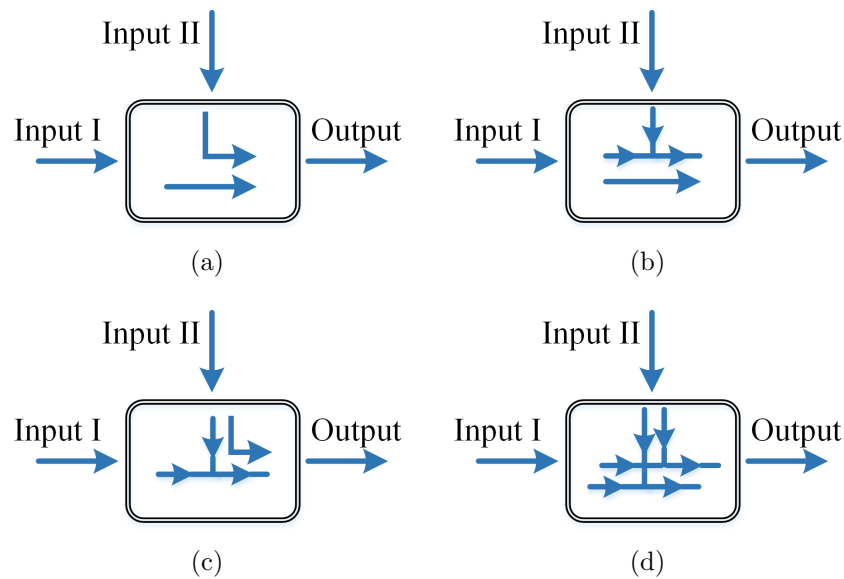 Input II
Input I
Output
(a)
Input II
Input I
Output
(b)
Input II
Input I
Output
(c)
Input II
Input I
Output
(d)